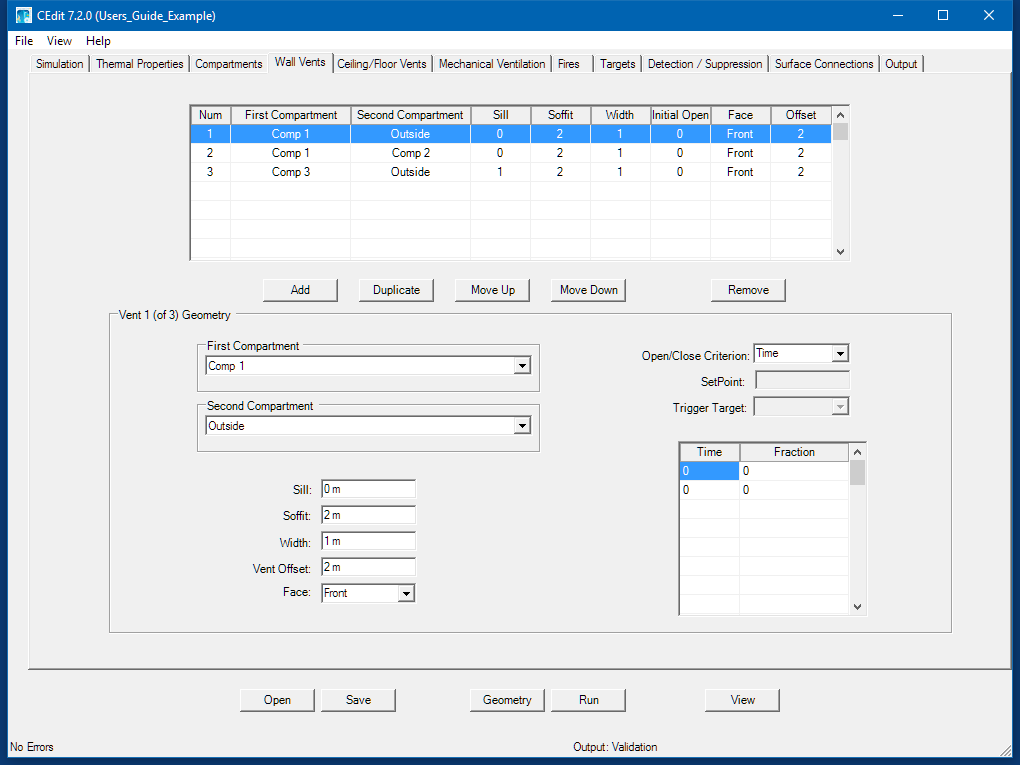 CEdit 7.2.0 (Users_Guide_Example)
File View Help
Simulation Thermal Properties Compartments Wall Vents Ceiling/Floor Vents Mechanical Ventilation Fires Targets Detection / Suppression Surface Connections Output
Num First Compartment Second Compartment Sill Soffit Width Initial Open Face Offset
1 Comp 1 Outside 0 2 1 0 Front 2
2 Comp 1 Comp 2 0 2 1 0 Front 2
3 Comp 3 Outside 1 2 1 0 Front 2
Add Duplicate Move Up Move Down Remove
Vent 1 (of 3) Geometry
First Compartment
Comp 1
Second Compartment
Outside
Sill: 0 m
Soffit: 2 m
Width: 1 m
Vent Offset: 2 m
Face: Front
Open/Close Criterion: Time
SetPoint:
Trigger Target:
Time Fraction
0 0
0 0
Open Save Geometry Run View
No Errors Output: Validation